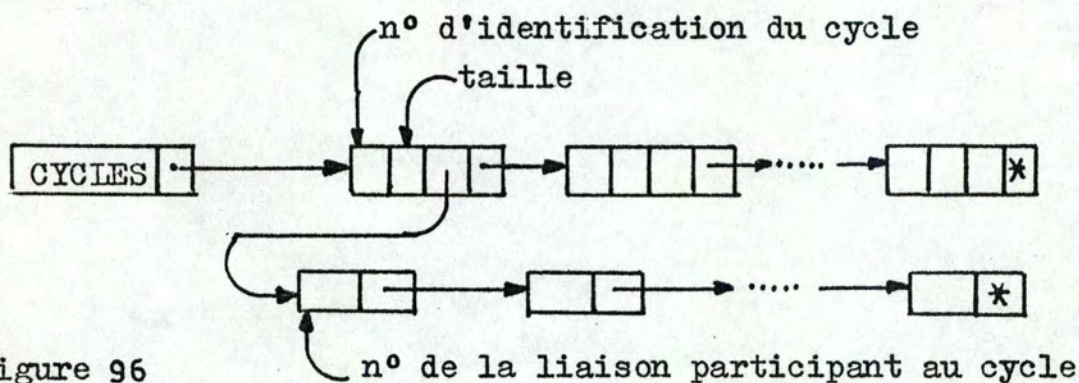 n° d'identification du cycle
taille
CYCLES
*
*
igure 96
n° de la liaison participant au cycle